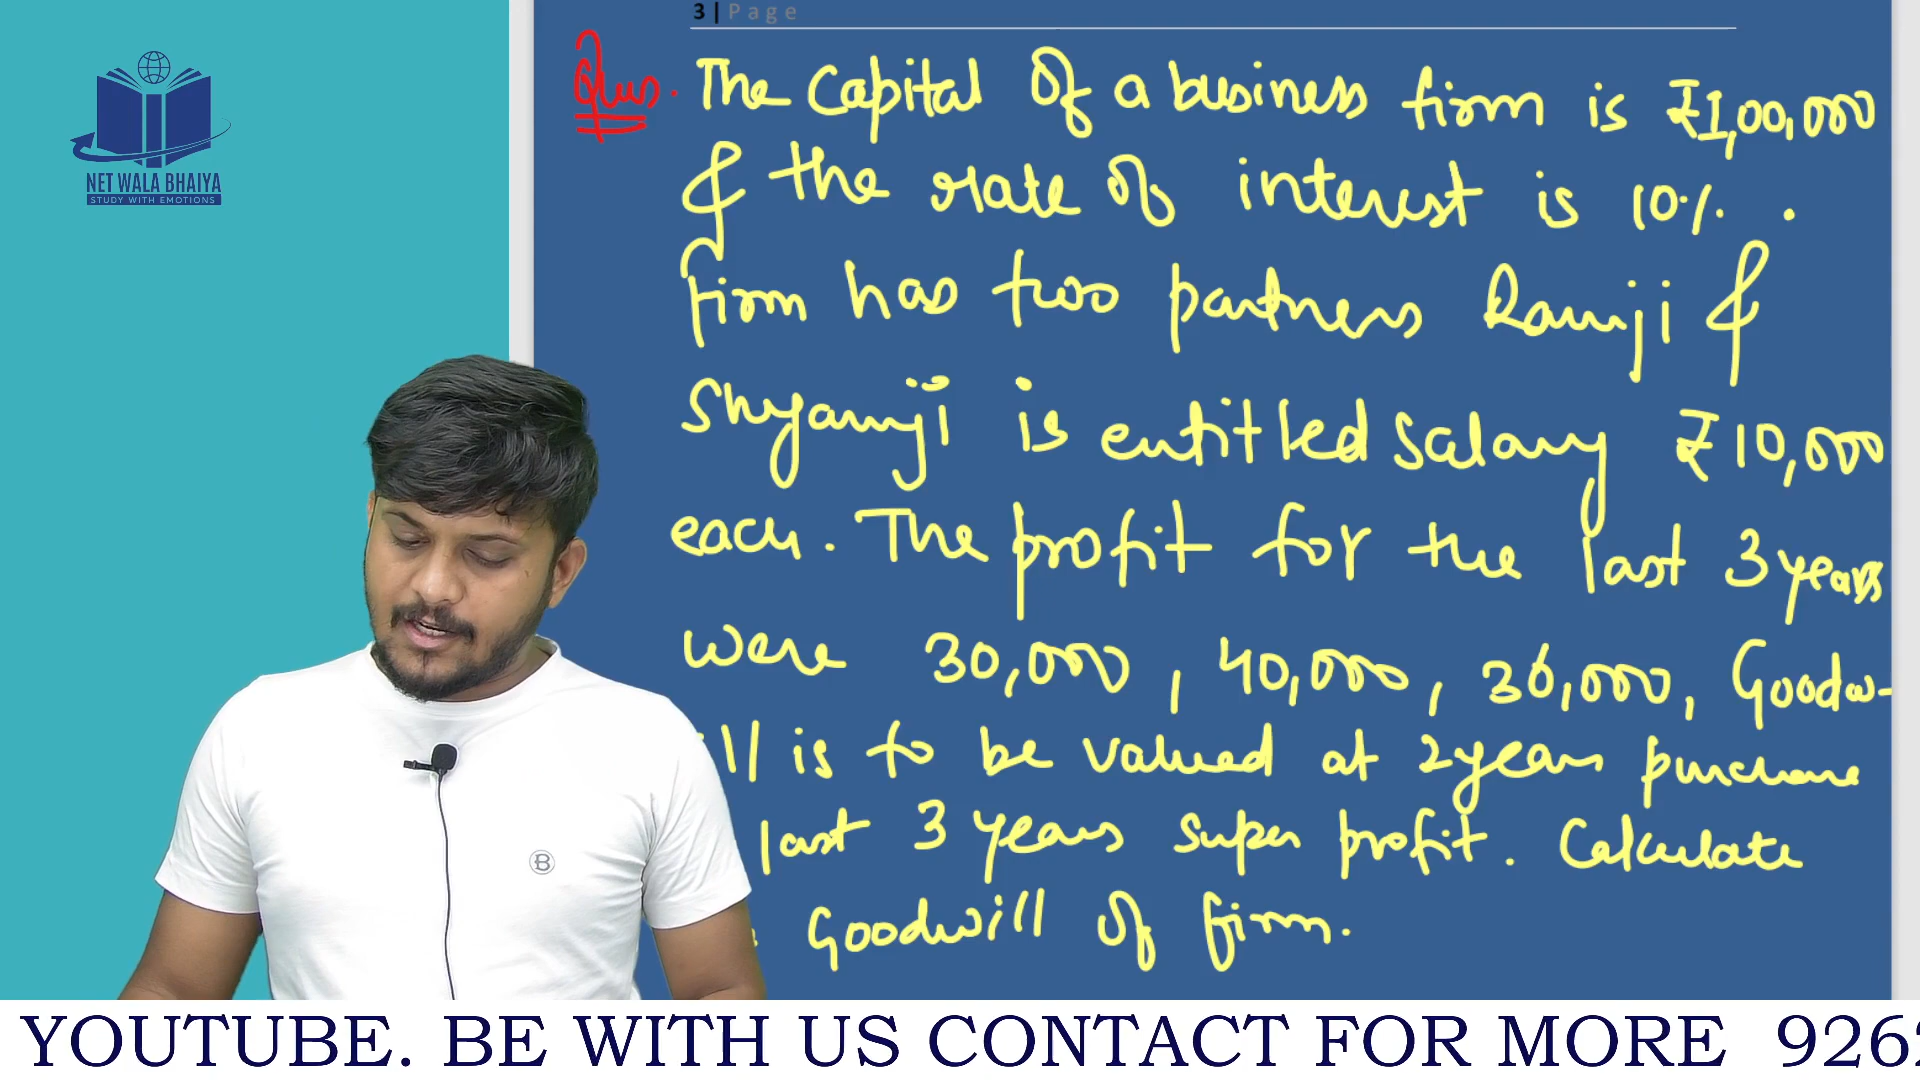 3 | Page
Ques. The Capital of a business firm is ₹1,00,000
& the rate of interest is 10% .
firm has two partners Ramji &
Shyamji is entitled Salary ₹10,000
each. The profit for the last 3 years
were 30,000, 40,000, 36,000, Goodw-
ill is to be valued at 2 years purchase
last 3 years super profit. Calculate
Goodwill of firm.
NET WALA BHAIYA
STUDY WITH EMOTIONS
B
YOUTUBE. BE WITH US CONTACT FOR MORE 926